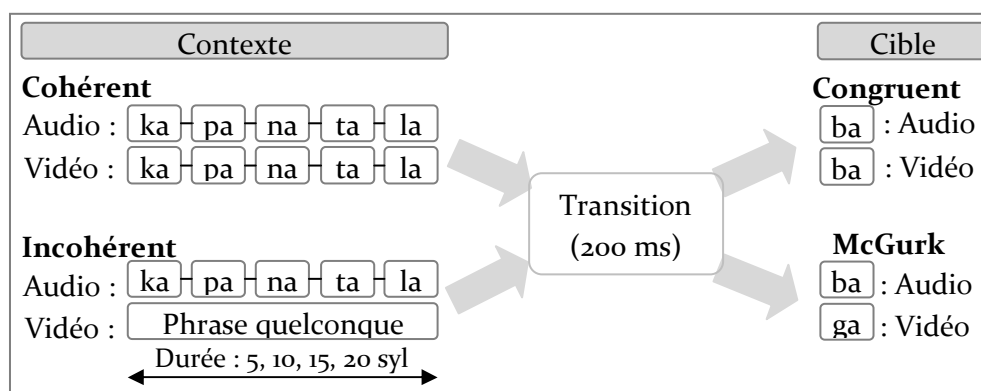 Contexte
Cible
Cohérent
Audio : ka pa na ta la
Vidéo : ka pa na ta la
Incohérent
Audio : ka pa na ta la
Vidéo : Phrase quelconque
Durée : 5, 10, 15, 20 syl
Transition
(200 ms)
Congruent
ba : Audio
ba : Vidéo
McGurk
ba : Audio
ga : Vidéo